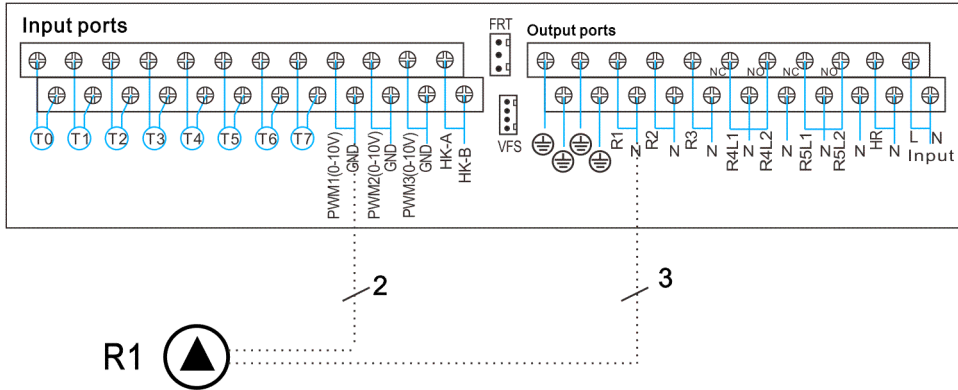 Input ports
FRT
Output ports
NC
NO
NC
NO
T0
T1
T2
T3
T4
T5
T6
T7
PWM1(0-10V)
GND
PWM2(0-10V)
GND
PWM3(0-10V)
GND
HK-A
HK-B
VFS
R1
N
R2
N
R3
N
R4L1
N
R4L2
N
R5L1
N
R5L2
N
HR
N
L
N
Input
2
3
R1